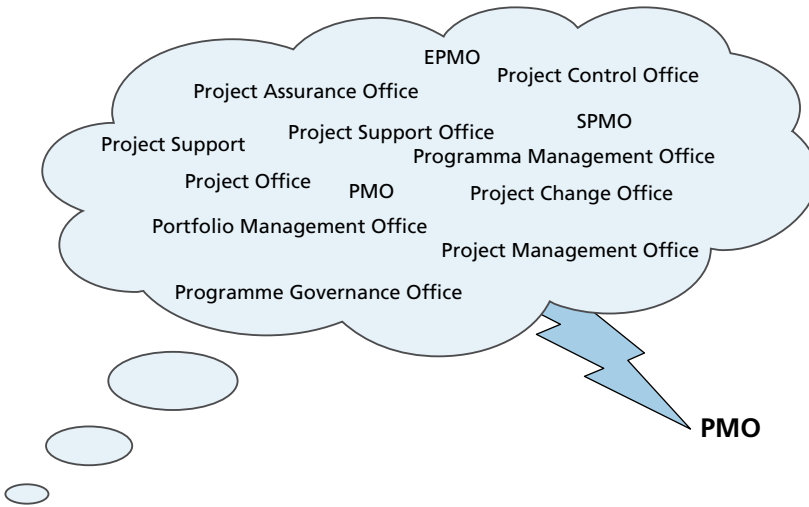 EPMO
Project Control Office
Project Assurance Office
SPMO
Project Support Office
Project Support
Programma Management Office
Project Office
PMO
Project Change Office
Portfolio Management Office
Project Management Office
Programme Governance Office
PMO